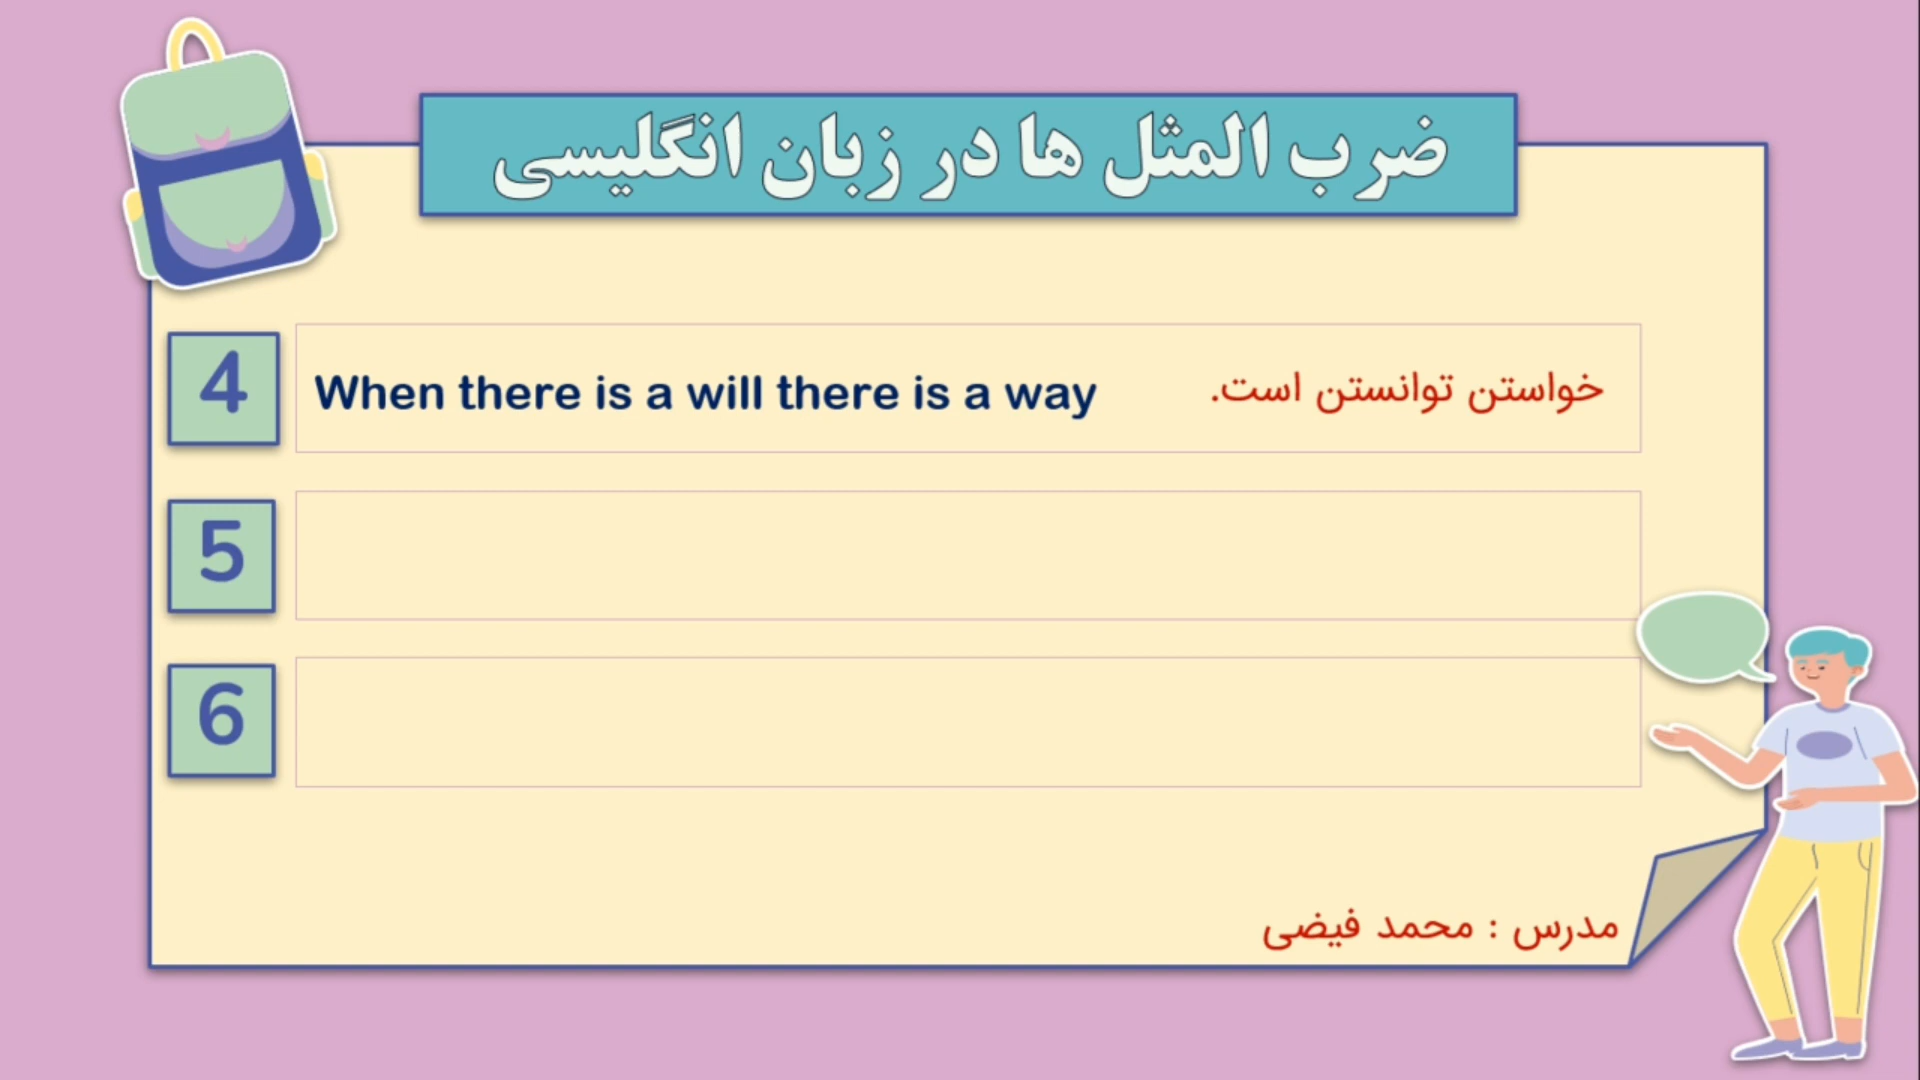 ضرب المثل ها در زبان انگلیسی
4 When there is a will there is a way خواستن توانستن است.
5
6
مدرس : محمد فیضی